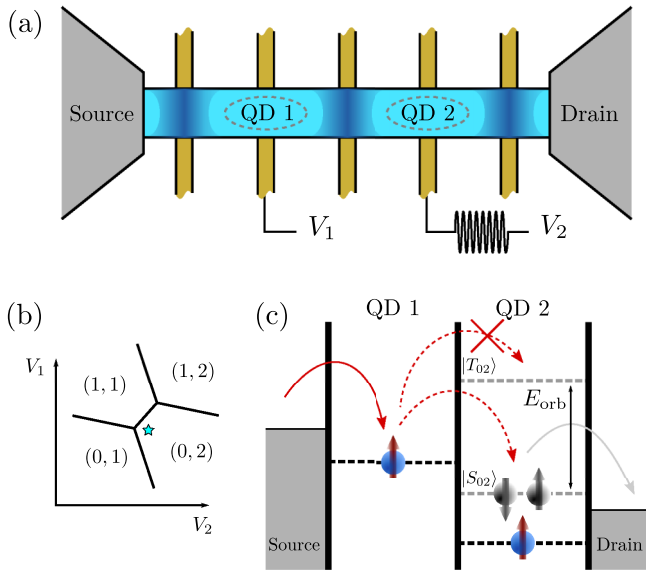 (a)
Source
QD 1
QD 2
Drain
V₁
V₂
(b)
V₁
(1, 1)
(1, 2)
(0, 1)
(0, 2)
V₂
(c)
QD 1
QD 2
|T₀₂⟩
E_orb
|S₀₂⟩
Source
Drain